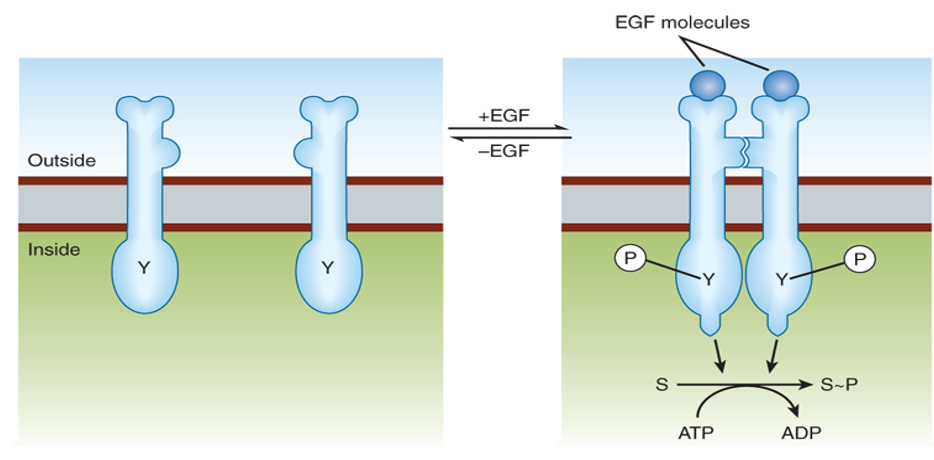 EGF molecules
+EGF
–EGF
Outside
Inside
Y
Y
P
Y
Y
P
S
S~P
ATP
ADP